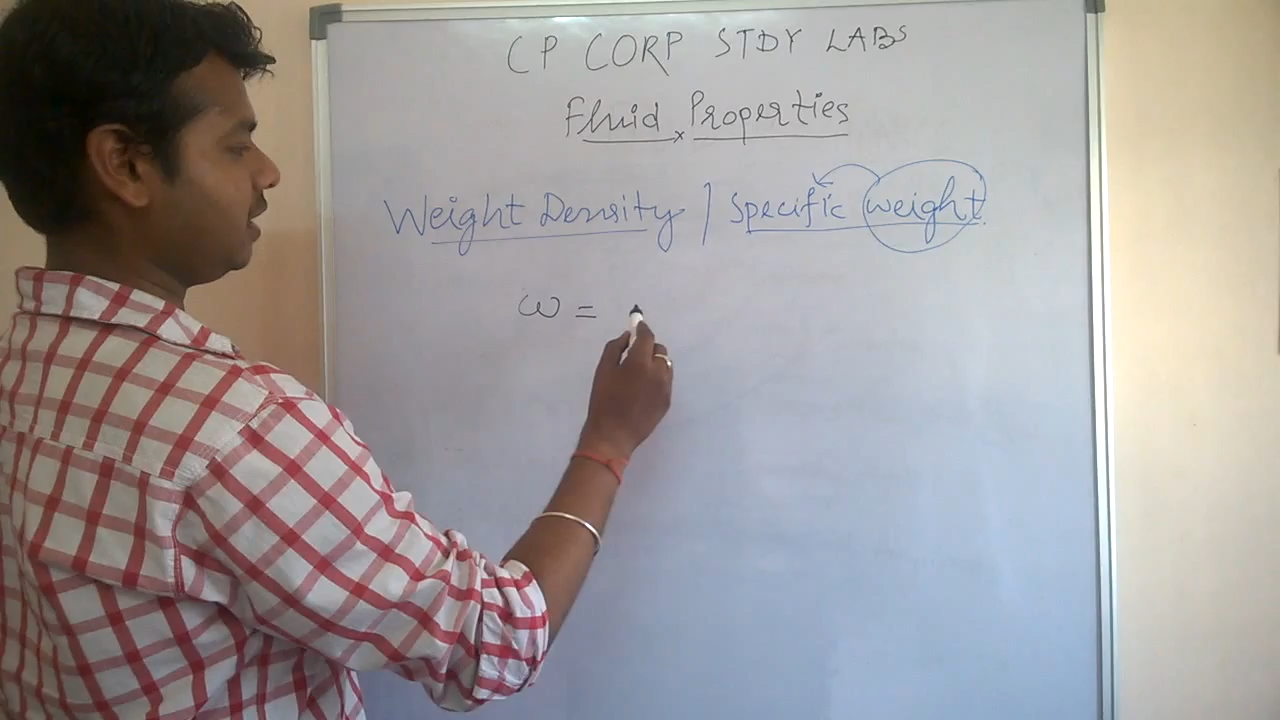 CP CORP STDY LABS
Fluid Properties
Weight Density / Specific weight
ω =